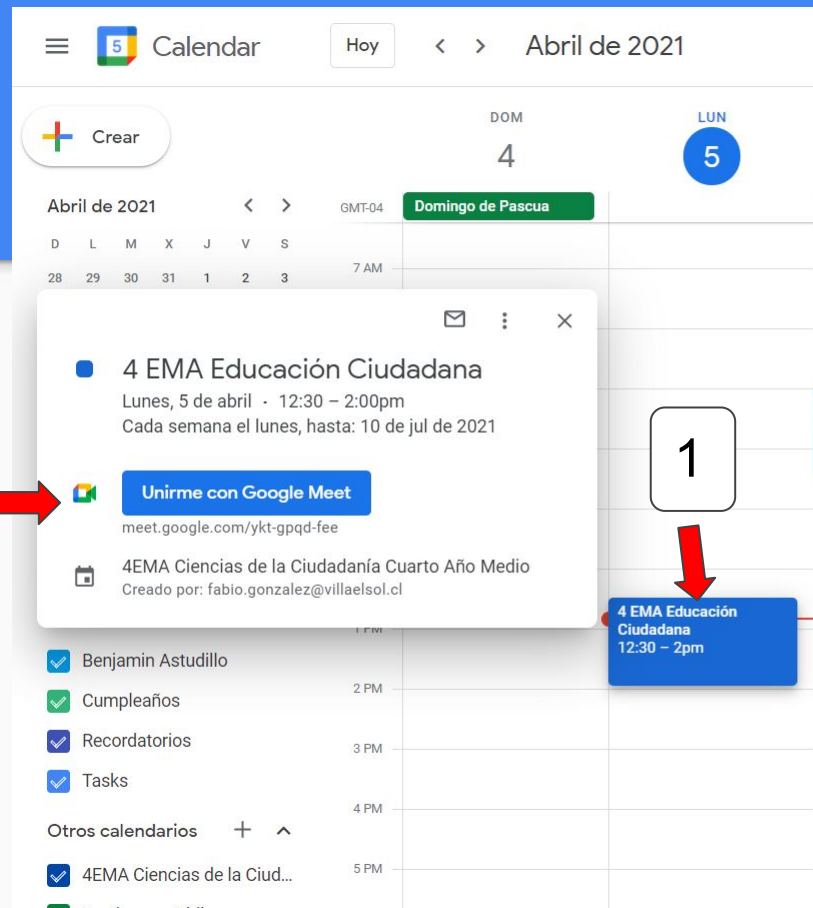 5 Calendar Hoy < > Abril de 2021
Crear
DOM LUN
4 5
Abril de 2021 < >
GMT-04 Domingo de Pascua
D L M X J V S
28 29 30 31 1 2 3
7 AM
4 EMA Educación Ciudadana
Lunes, 5 de abril · 12:30 – 2:00pm
Cada semana el lunes, hasta: 10 de jul de 2021
Unirme con Google Meet
meet.google.com/ykt-gpqd-fee
4EMA Ciencias de la Ciudadanía Cuarto Año Medio
Creado por: fabio.gonzalez@villaelsol.cl
1
4 EMA Educación
Ciudadana
12:30 – 2pm
1 PM
Benjamin Astudillo
Cumpleaños
2 PM
Recordatorios
3 PM
Tasks
4 PM
Otros calendarios
4EMA Ciencias de la Ciud...
5 PM